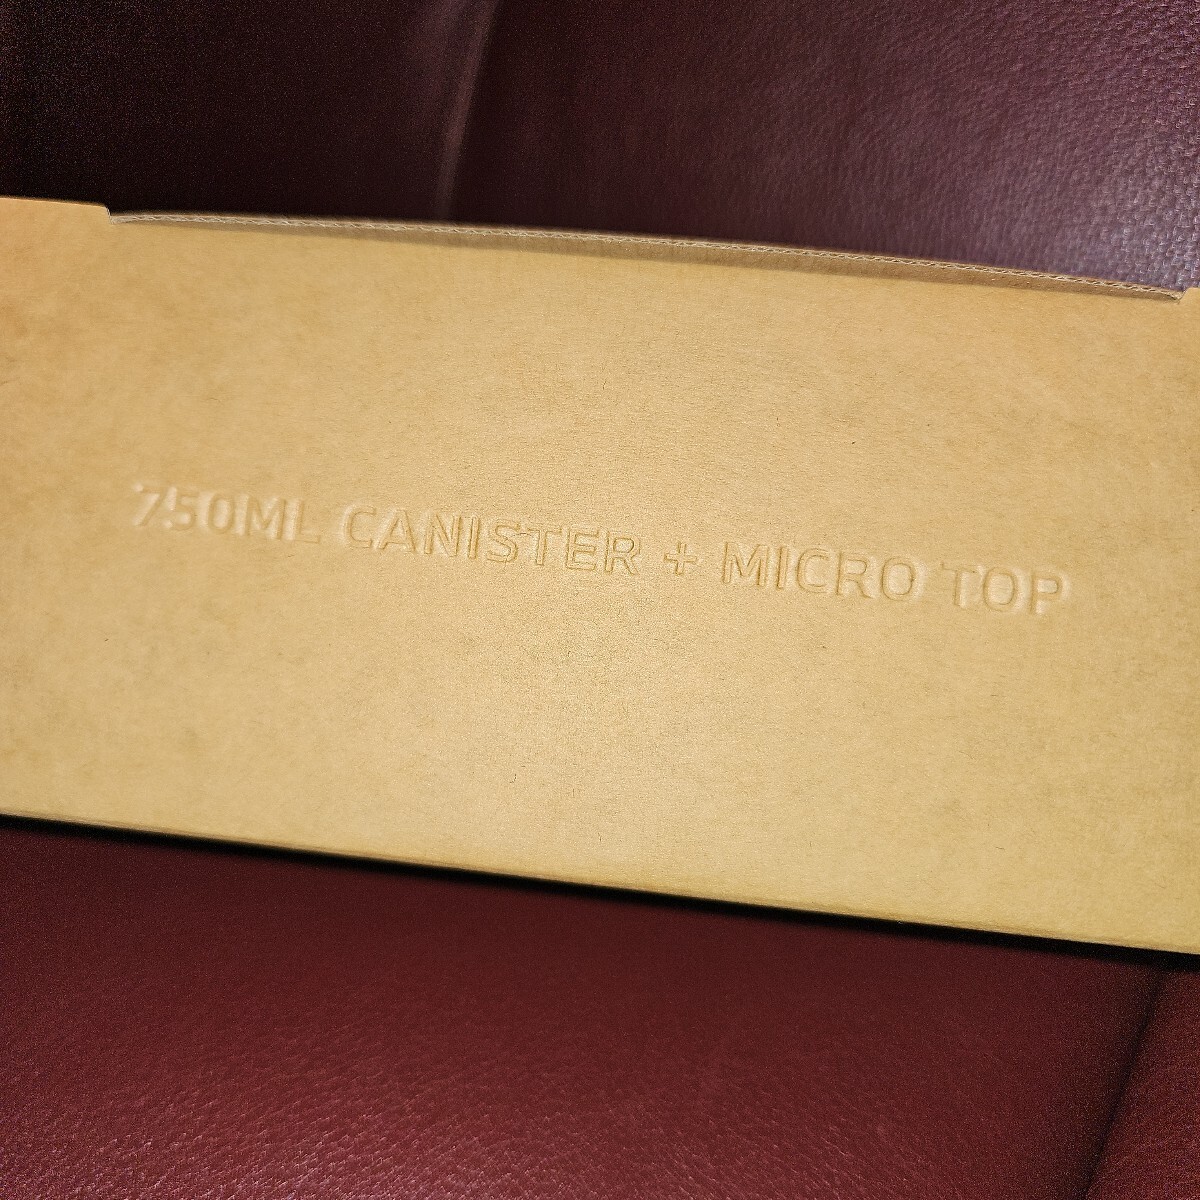 750ML CANISTER + MICRO TOP